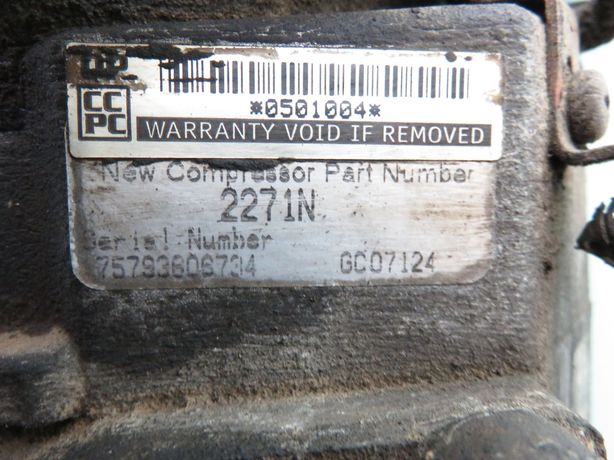 *0501004*
CC
PC
WARRANTY VOID IF REMOVED
New Compressor Part Number
2271N
Serial Number
75793606734 GC07124